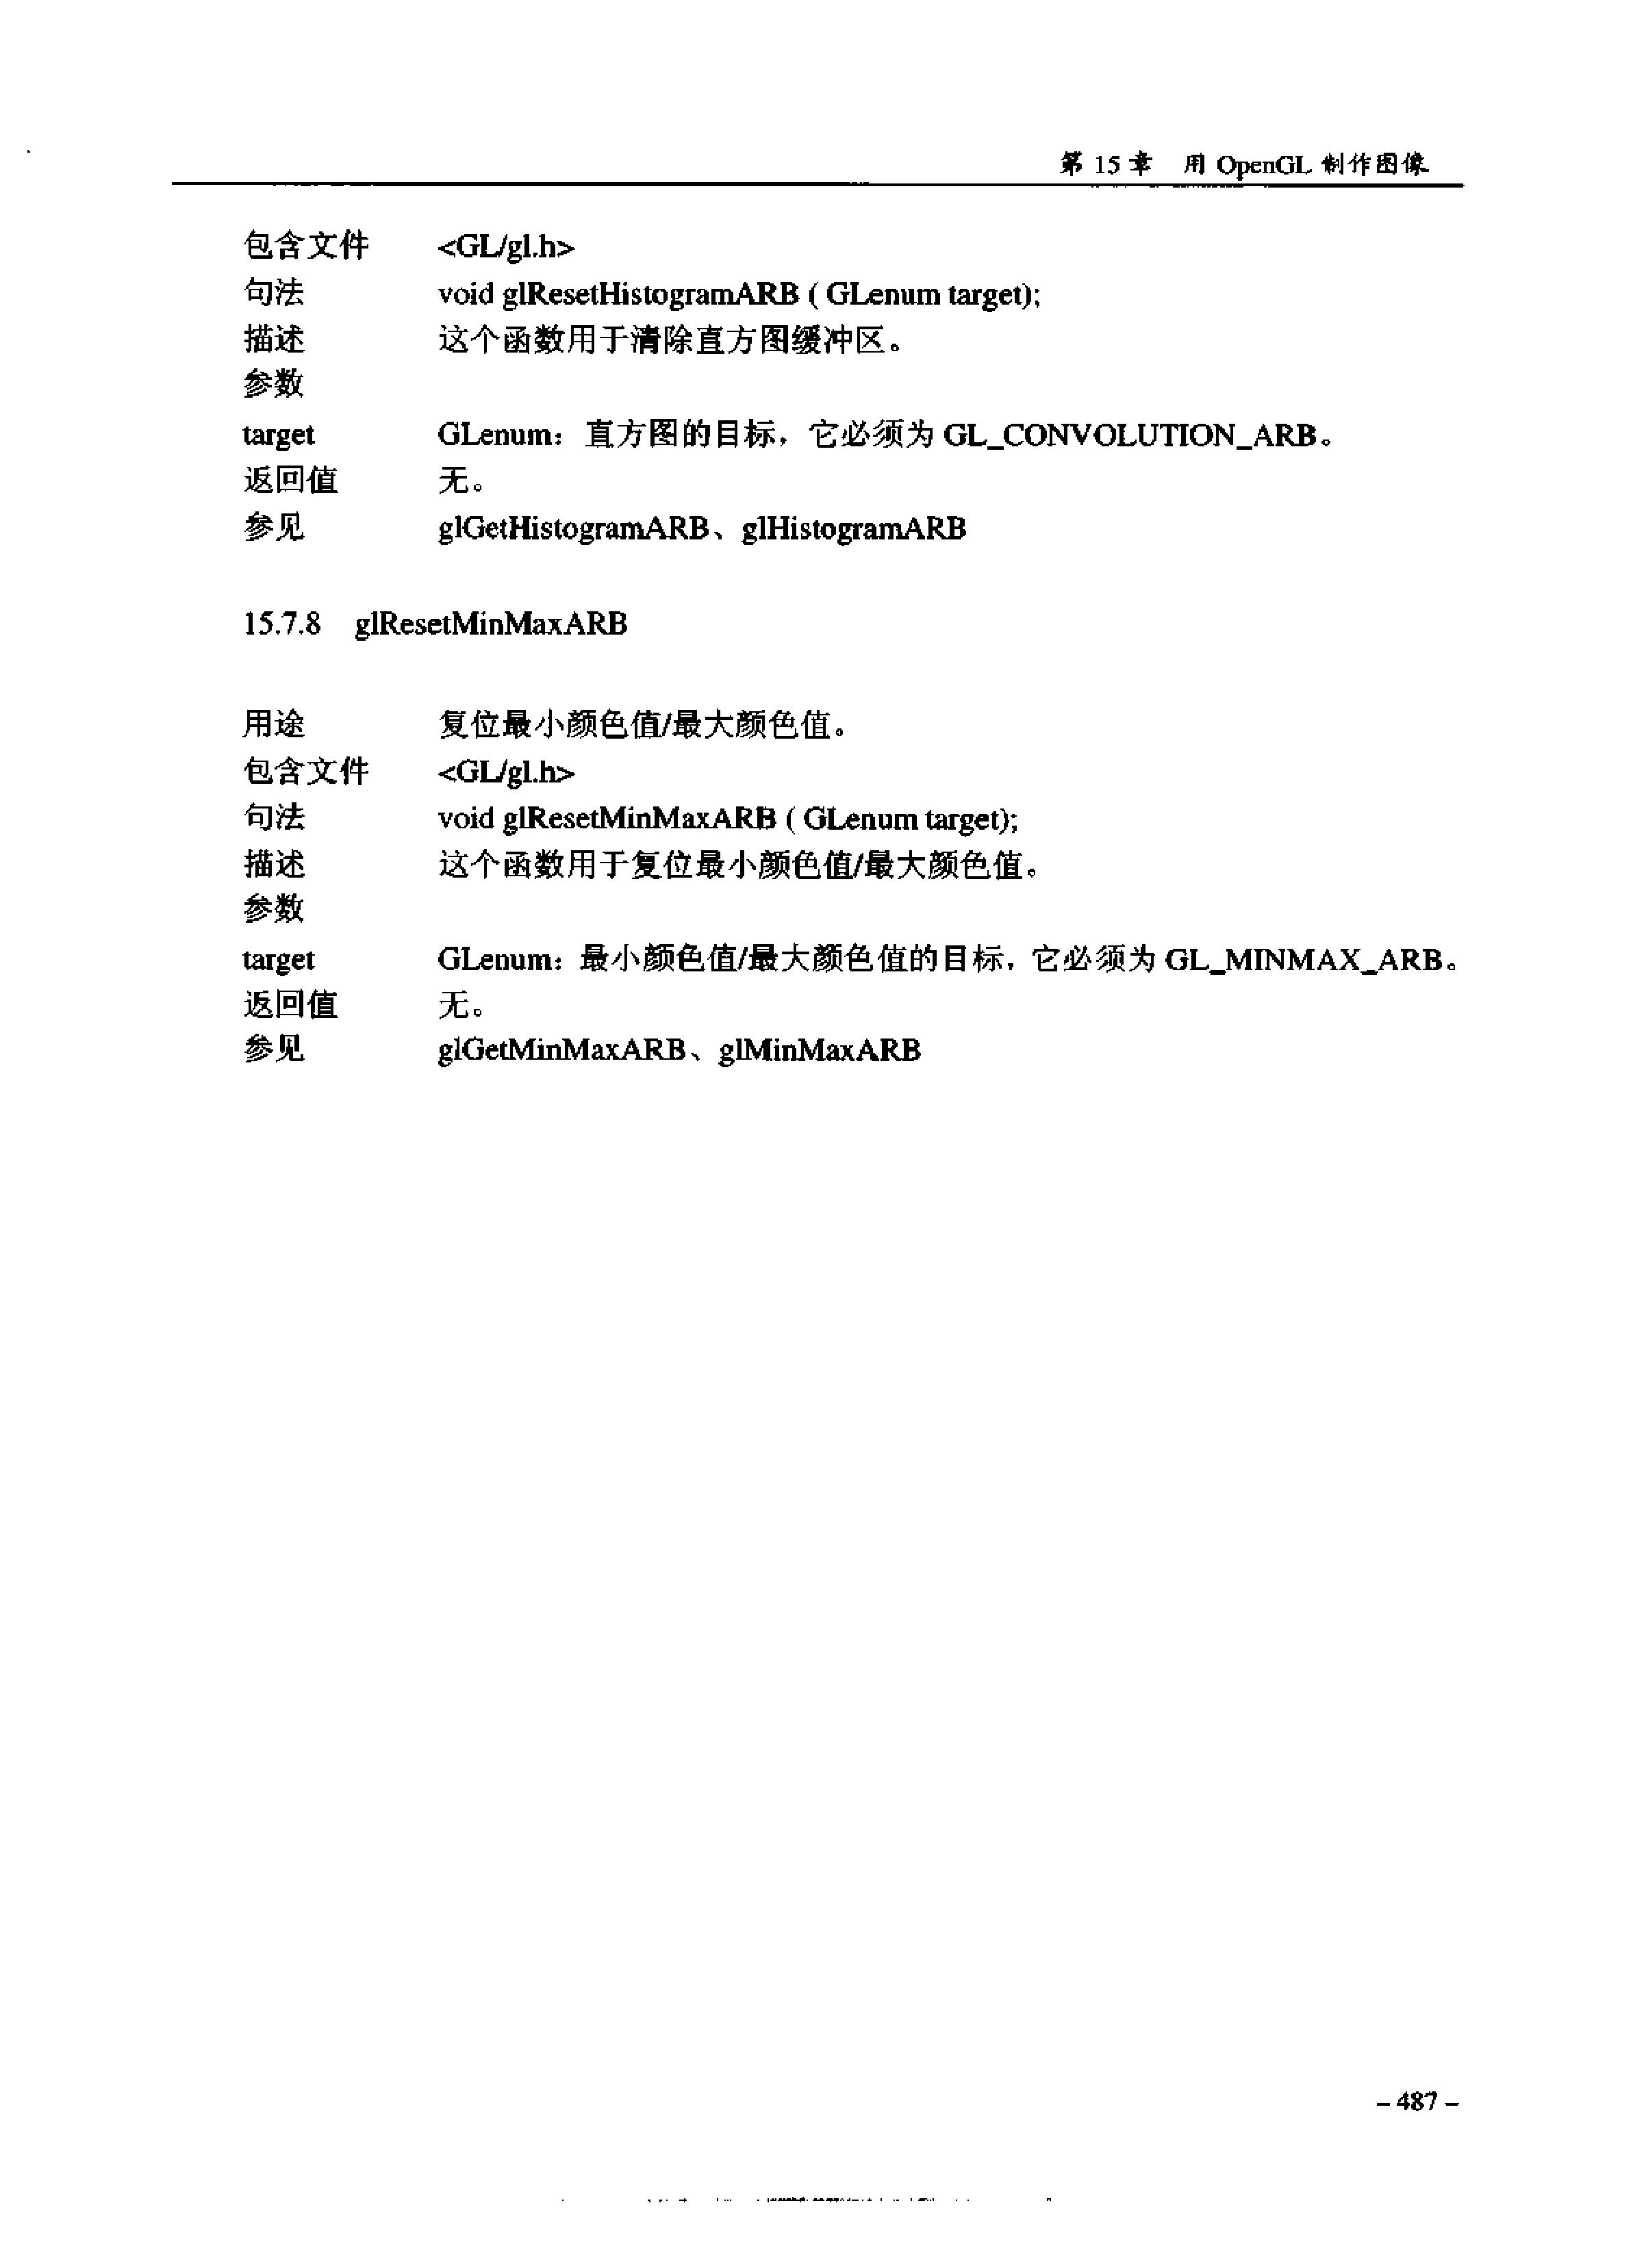 第 15 章 用 OpenGL 制作图像
包含文件 <GL/gl.h>
句法 void glResetHistogramARB ( GLenum target);
描述 这个函数用于清除直方图缓冲区。
参数
target GLenum：直方图的目标，它必须为 GL_CONVOLUTION_ARB。
返回值 无。
参见 glGetHistogramARB、glHistogramARB
15.7.8 glResetMinMaxARB
用途 复位最小颜色值/最大颜色值。
包含文件 <GL/gl.h>
句法 void glResetMinMaxARB ( GLenum target);
描述 这个函数用于复位最小颜色值/最大颜色值。
参数
target GLenum：最小颜色值/最大颜色值的目标，它必须为 GL_MINMAX_ARB。
返回值 无。
参见 glGetMinMaxARB、glMinMaxARB
– 487 –